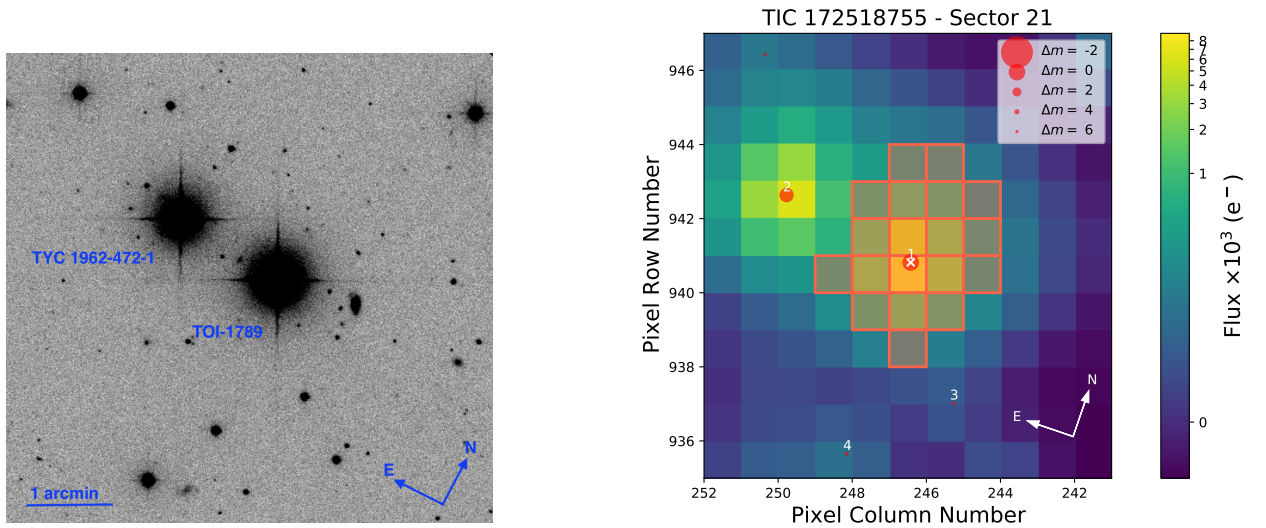 TYC 1962-472-1
TOI-1789
1 arcmin
E
N
TIC 172518755 - Sector 21
Δm = -2
Δm = 0
Δm = 2
Δm = 4
Δm = 6
946
944
942
940
938
936
Pixel Row Number
2
1
3
4
E
N
252
250
248
246
244
242
Pixel Column Number
8
7
6
5
4
3
2
1
0
Flux ×10³ (e⁻)